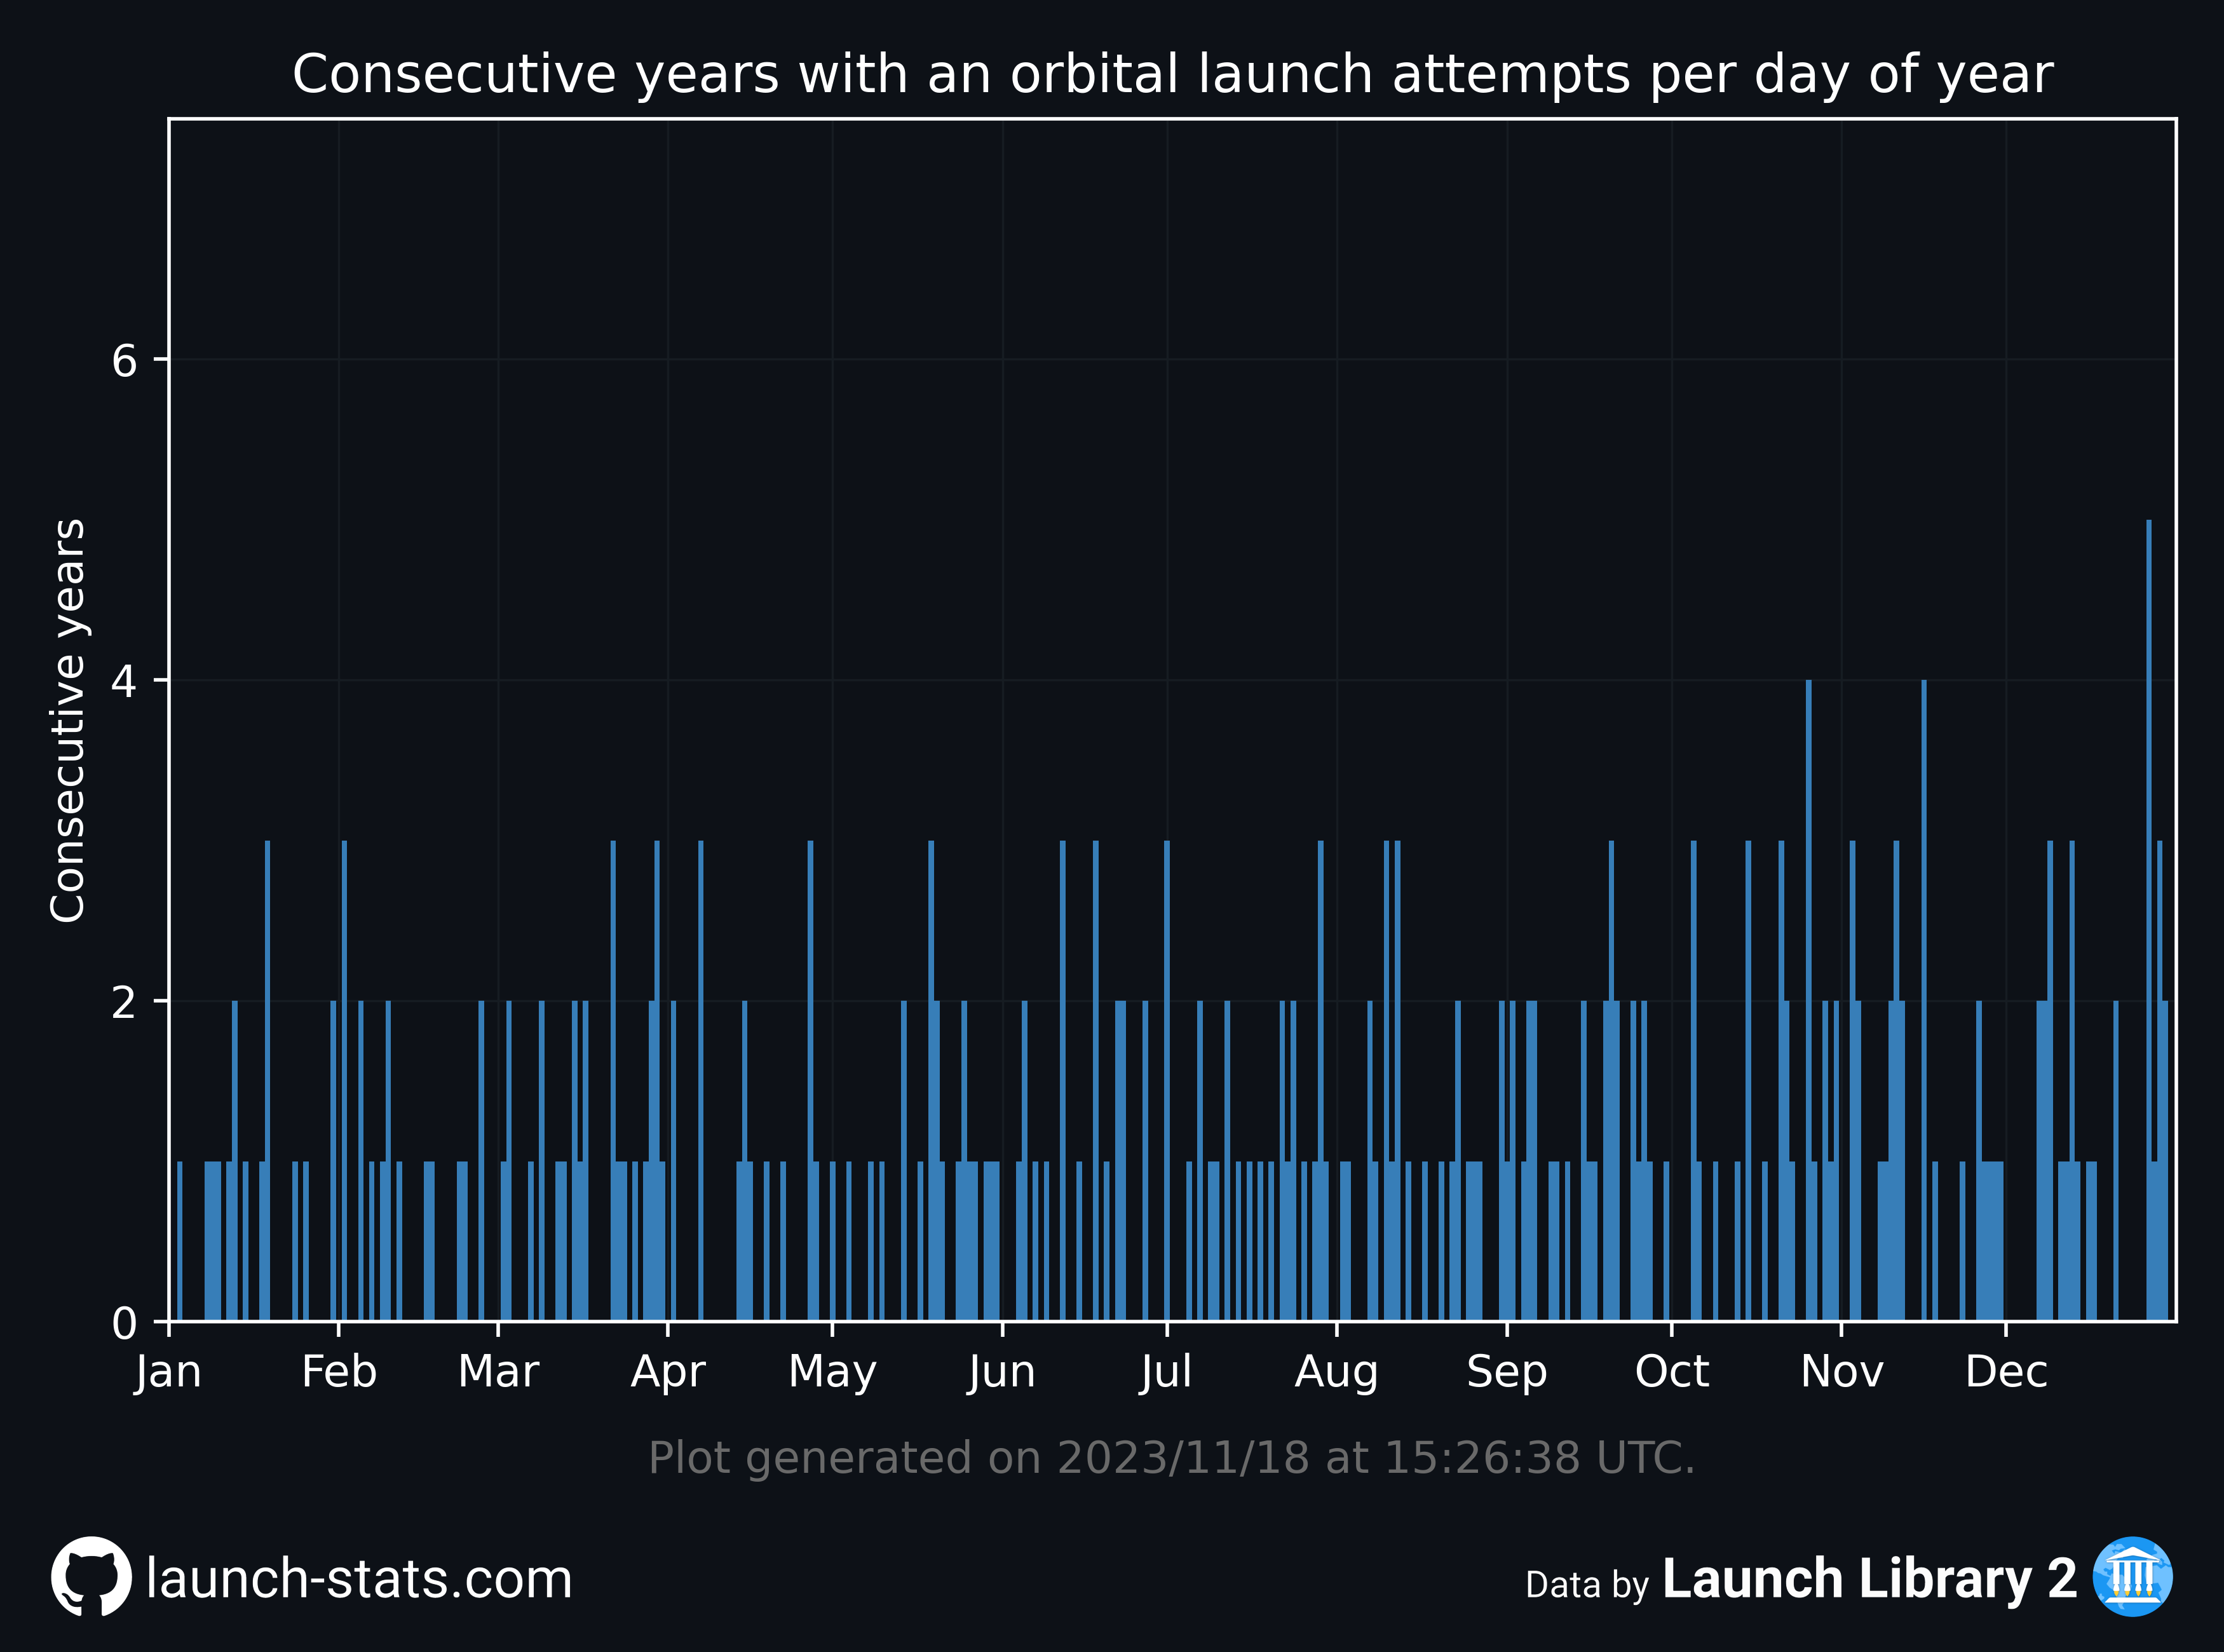 Consecutive years with an orbital launch attempts per day of year
Consecutive years
6
4
2
0
Jan Feb Mar Apr May Jun Jul Aug Sep Oct Nov Dec
Plot generated on 2023/11/18 at 15:26:38 UTC.
launch-stats.com
Data by Launch Library 2